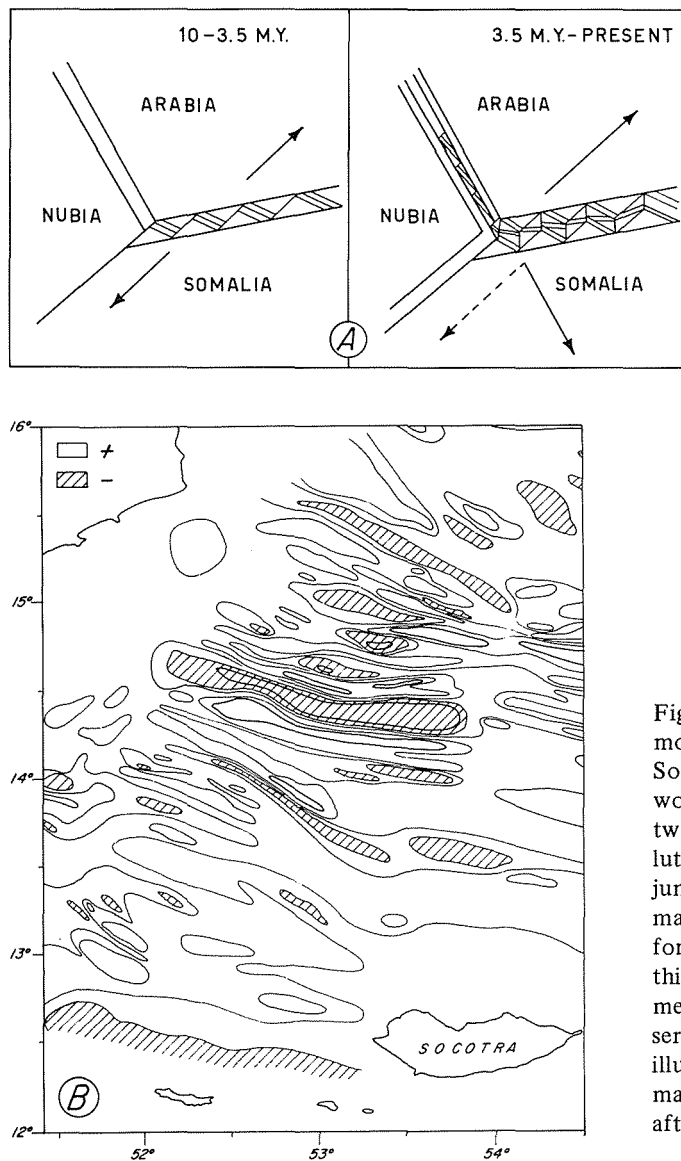 10-3.5 M.Y.
3.5 M.Y.-PRESENT
ARABIA
ARABIA
NUBIA
NUBIA
SOMALIA
SOMALIA
A
16°
+
-
15°
14°
13°
12°
SOCOTRA
B
52°
53°
54°
Fig
mo
So
wo
tw
lut
jun
ma
for
thi
me
ser
illu
ma
aft